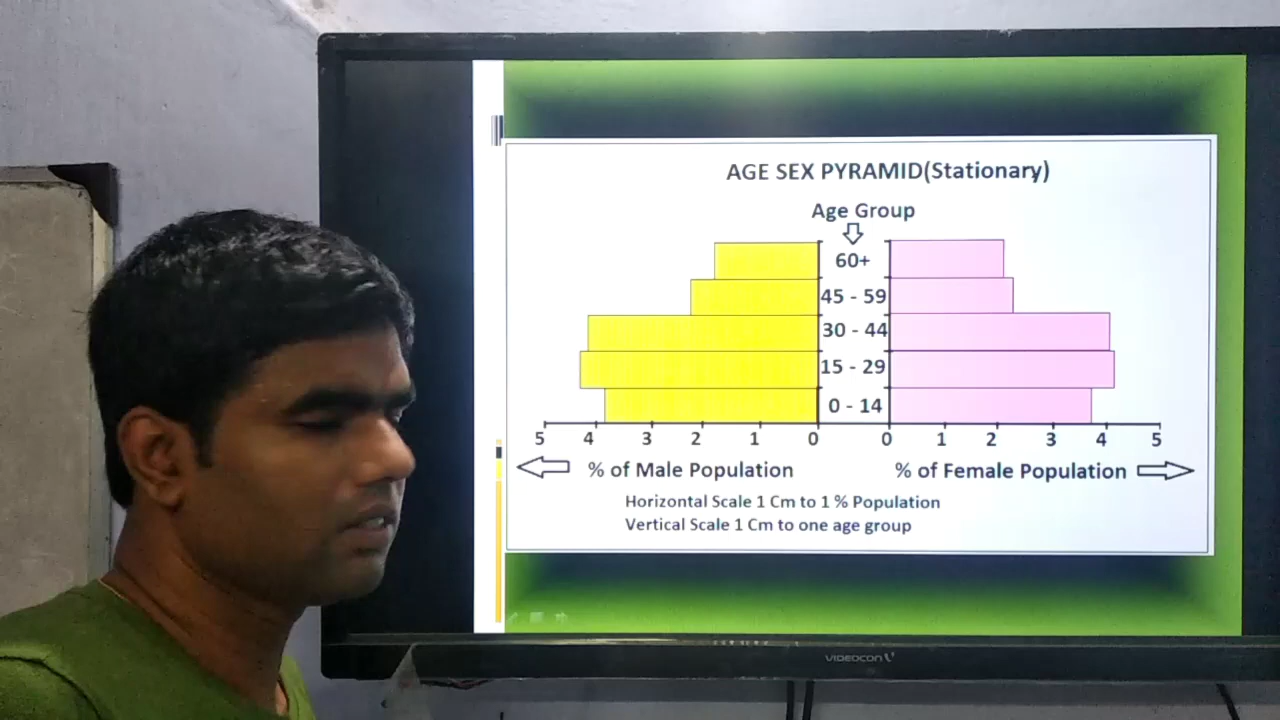 AGE SEX PYRAMID(Stationary)
Age Group
60+
45 - 59
30 - 44
15 - 29
0 - 14
5 4 3 2 1 0 0 1 2 3 4 5
% of Male Population % of Female Population
Horizontal Scale 1 Cm to 1 % Population
Vertical Scale 1 Cm to one age group
VIDEOCON